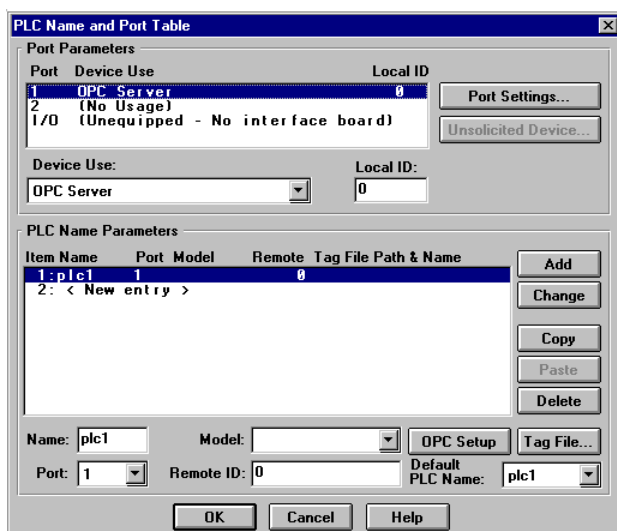 PLC Name and Port Table
Port Parameters
Port Device Use Local ID
1 OPC Server 0
2 (No Usage)
I/O (Unequipped - No interface board)
Port Settings...
Unsolicited Device...
Device Use: Local ID:
OPC Server 0
PLC Name Parameters
Item Name Port Model Remote Tag File Path & Name
1:plc1 1 0
2: < New entry >
Add
Change
Copy
Paste
Delete
Name: plc1 Model: OPC Setup Tag File...
Port: 1 Remote ID: 0 Default PLC Name: plc1
OK Cancel Help